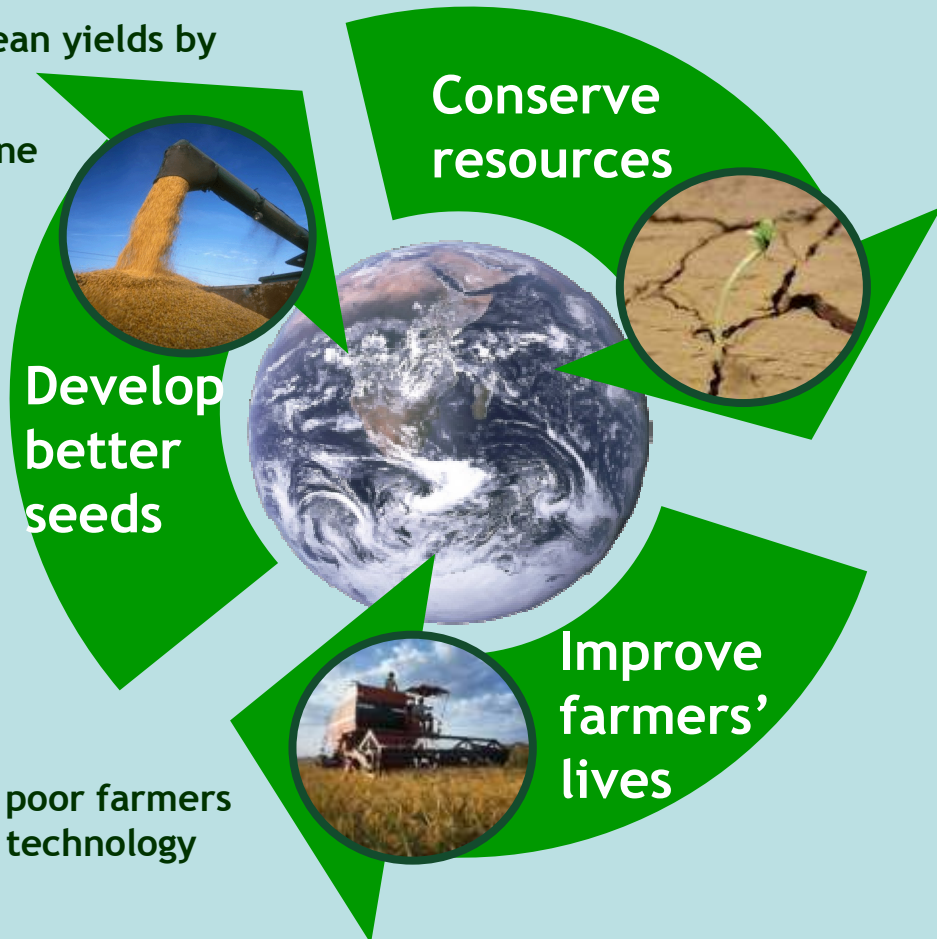 ean yields by
ne
Conserve
resources
Develop
better
seeds
Improve
farmers’
lives
poor farmers
technology